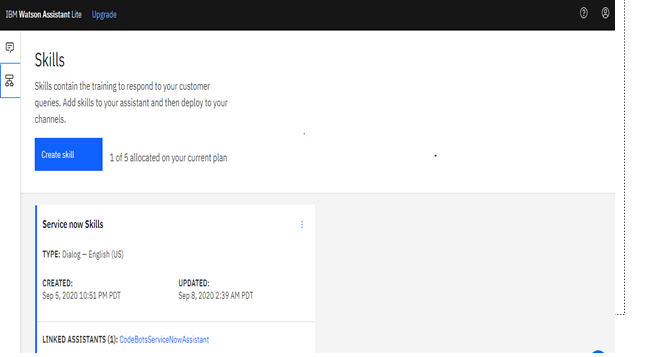 IBM Watson Assistant Lite Upgrade
Skills
Skills contain the training to respond to your customer
queries. Add skills to your assistant and then deploy to your
channels.
Create skill 1 of 5 allocated on your current plan
Service now Skills
TYPE: Dialog — English (US)
CREATED: UPDATED:
Sep 5, 2020 10:51 PM PDT Sep 8, 2020 2:39 AM PDT
LINKED ASSISTANTS (1): CodeBotsServiceNowAssistant